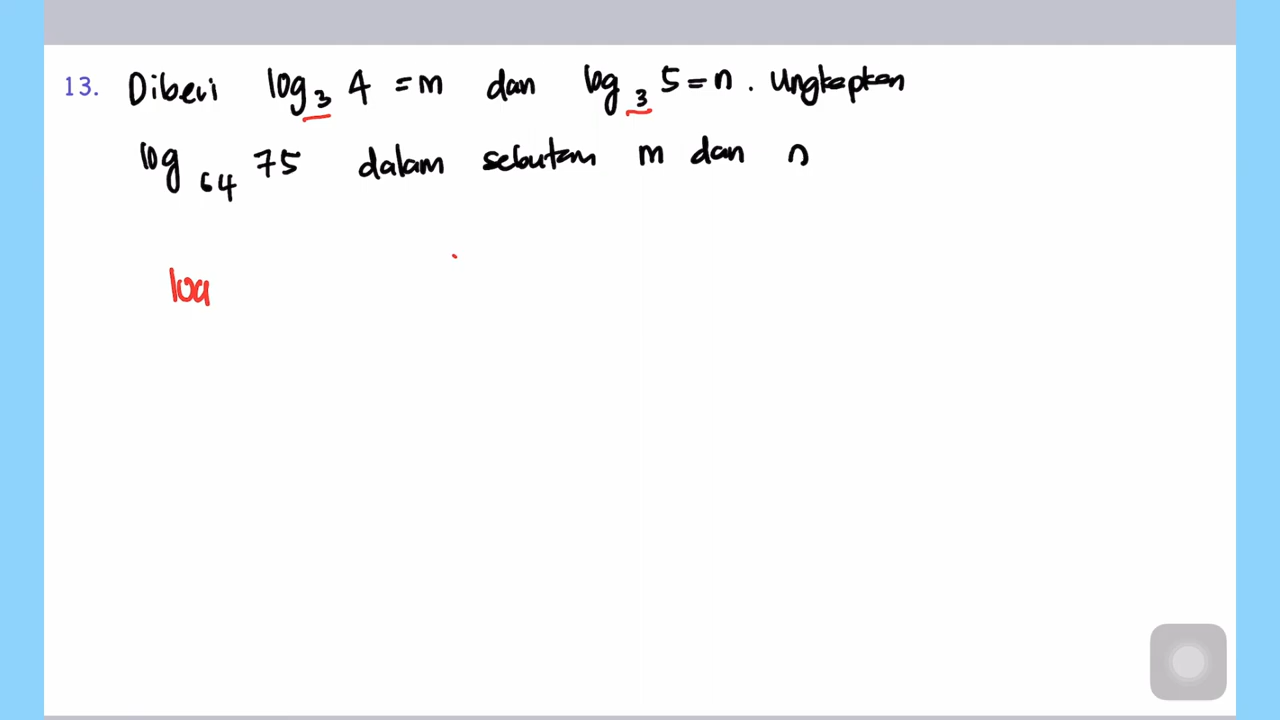 13. Diberi log₃ 4 = m dan log₃ 5 = n. Ungkapkan
log₆₄ 75 dalam sebutan m dan n
log